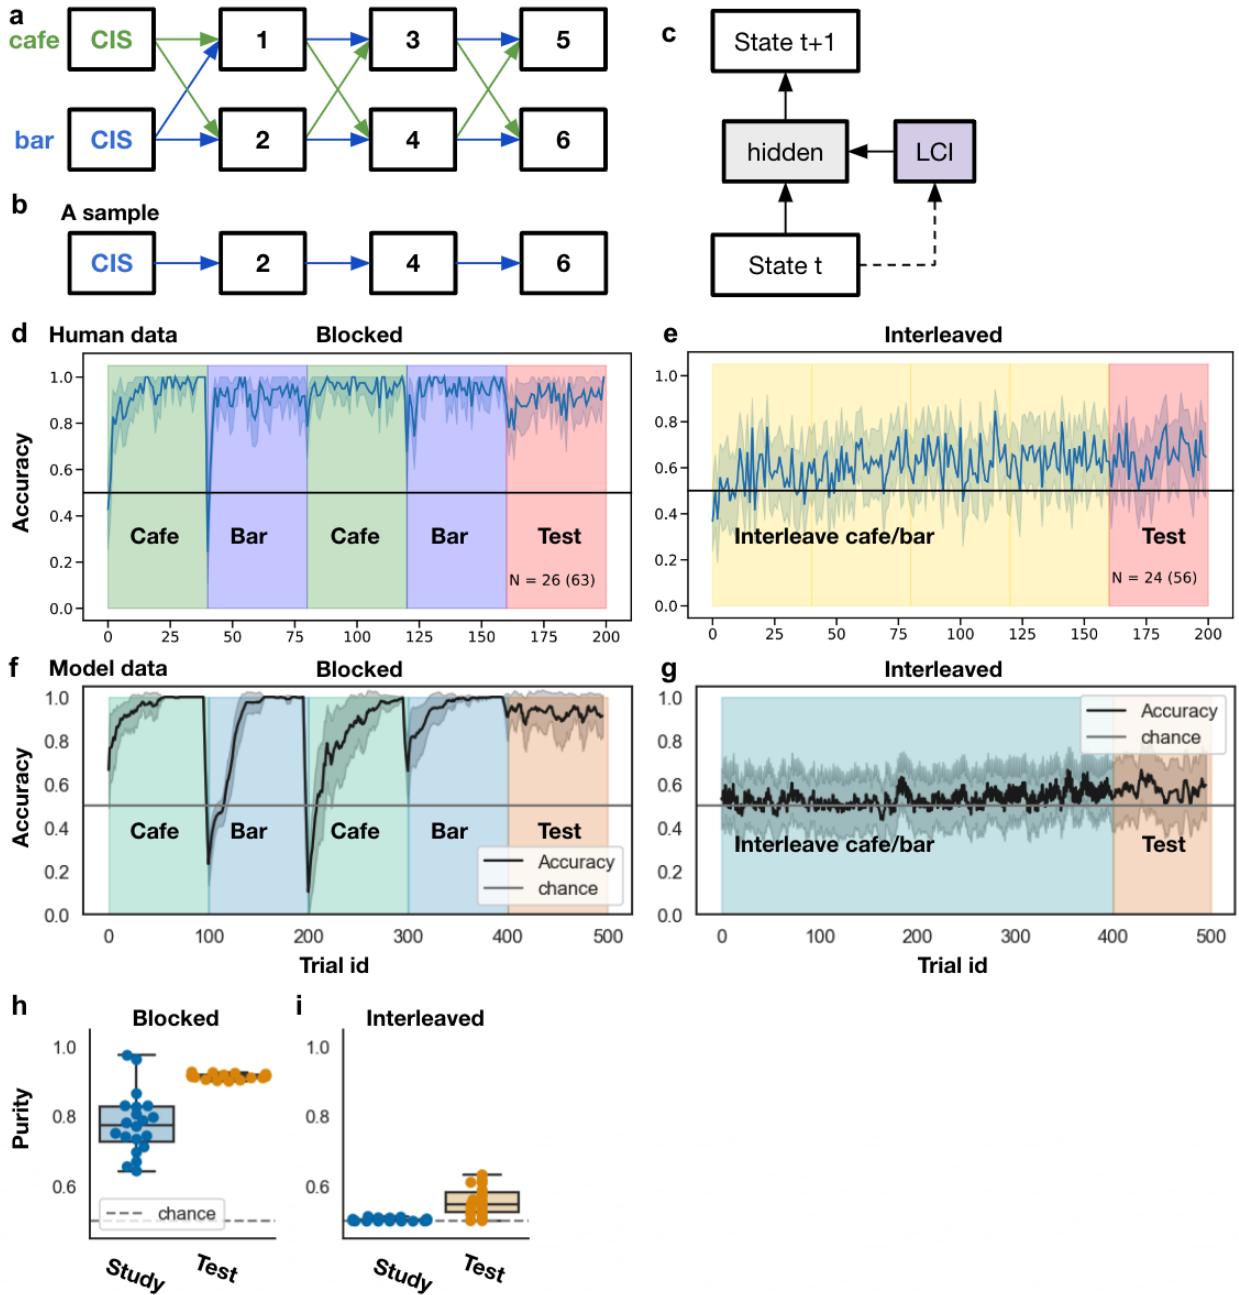 a
cafe CIS 1 3 5
bar CIS 2 4 6
b
A sample
CIS 2 4 6
c
State t+1
hidden LCI
State t
d Human data Blocked
Accuracy
1.0
0.8
0.6
0.4
0.2
0.0
Cafe Bar Cafe Bar Test
N = 26 (63)
0 25 50 75 100 125 150 175 200
e Interleaved
1.0
0.8
0.6
0.4
0.2
0.0
Interleave cafe/bar Test
N = 24 (56)
0 25 50 75 100 125 150 175 200
f Model data Blocked
Accuracy
1.0
0.8
0.6
0.4
0.2
0.0
Cafe Bar Cafe Bar Test
Accuracy
chance
0 100 200 300 400 500
Trial id
g Interleaved
1.0
0.8
0.6
0.4
0.2
0.0
Accuracy
chance
Interleave cafe/bar Test
0 100 200 300 400 500
Trial id
h Blocked
Purity
1.0
0.8
0.6
chance
Study Test
i Interleaved
1.0
0.8
0.6
Study Test